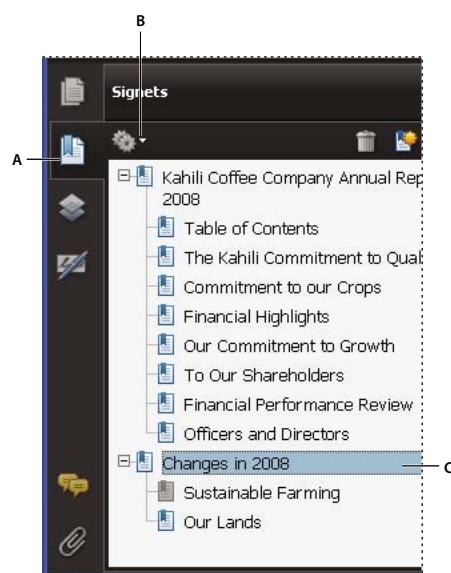 B
Signets
A
Kahili Coffee Company Annual Rep
2008
Table of Contents
The Kahili Commitment to Qual
Commitment to our Crops
Financial Highlights
Our Commitment to Growth
To Our Shareholders
Financial Performance Review
Officers and Directors
Changes in 2008
C
Sustainable Farming
Our Lands